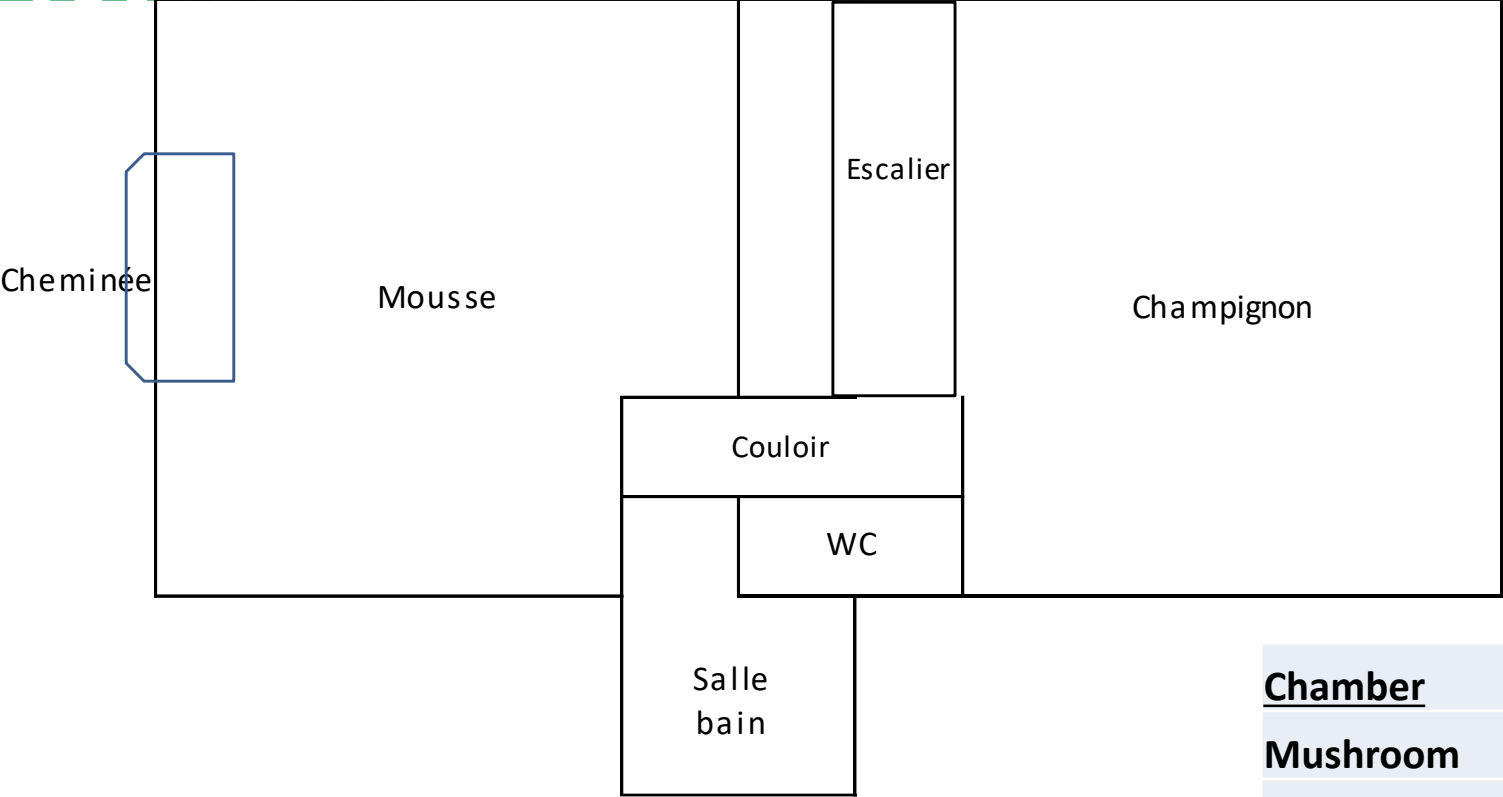 Escalier
Cheminée
Mousse
Champignon
Couloir
WC
Salle
bain
Chamber
Mushroom